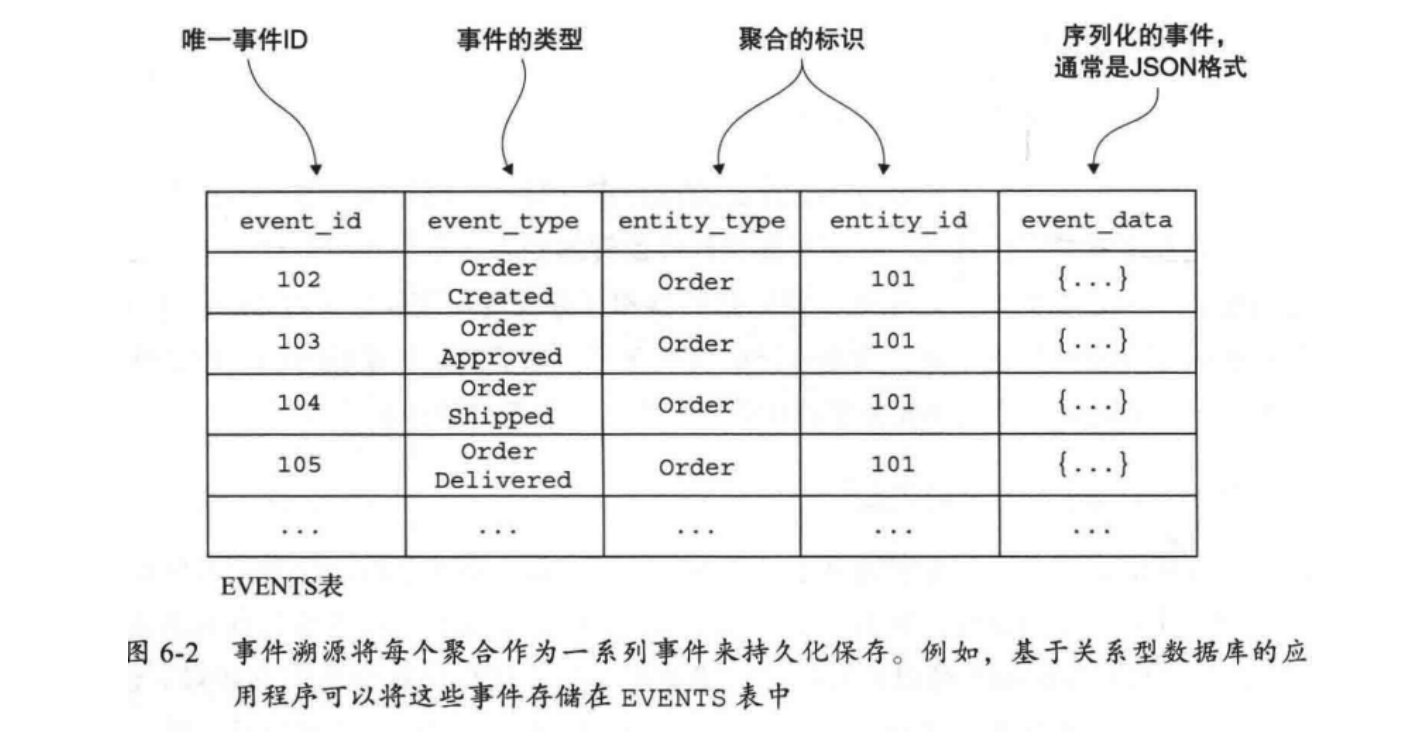 唯一事件ID
事件的类型
聚合的标识
序列化的事件，
通常是JSON格式
event_id event_type entity_type entity_id event_data
102 Order Created Order 101 {...}
103 Order Approved Order 101 {...}
104 Order Shipped Order 101 {...}
105 Order Delivered Order 101 {...}
... ... ... ... ...
EVENTS表
图 6-2 事件溯源将每个聚合作为一系列事件来持久化保存。例如，基于关系型数据库的应
用程序可以将这些事件存储在 EVENTS 表中